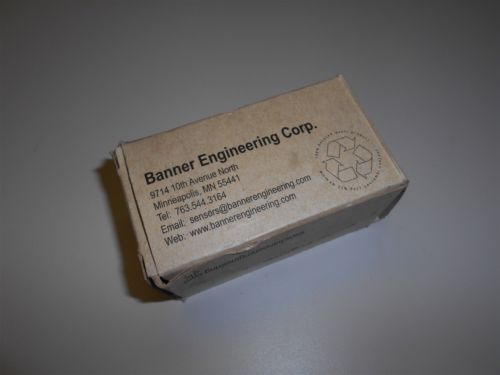 Banner Engineering Corp.
9714 10th Avenue North
Minneapolis, MN 55441
Tel: 763.544.3164
Email: sensors@bannerengineering.com
Web: www.bannerengineering.com